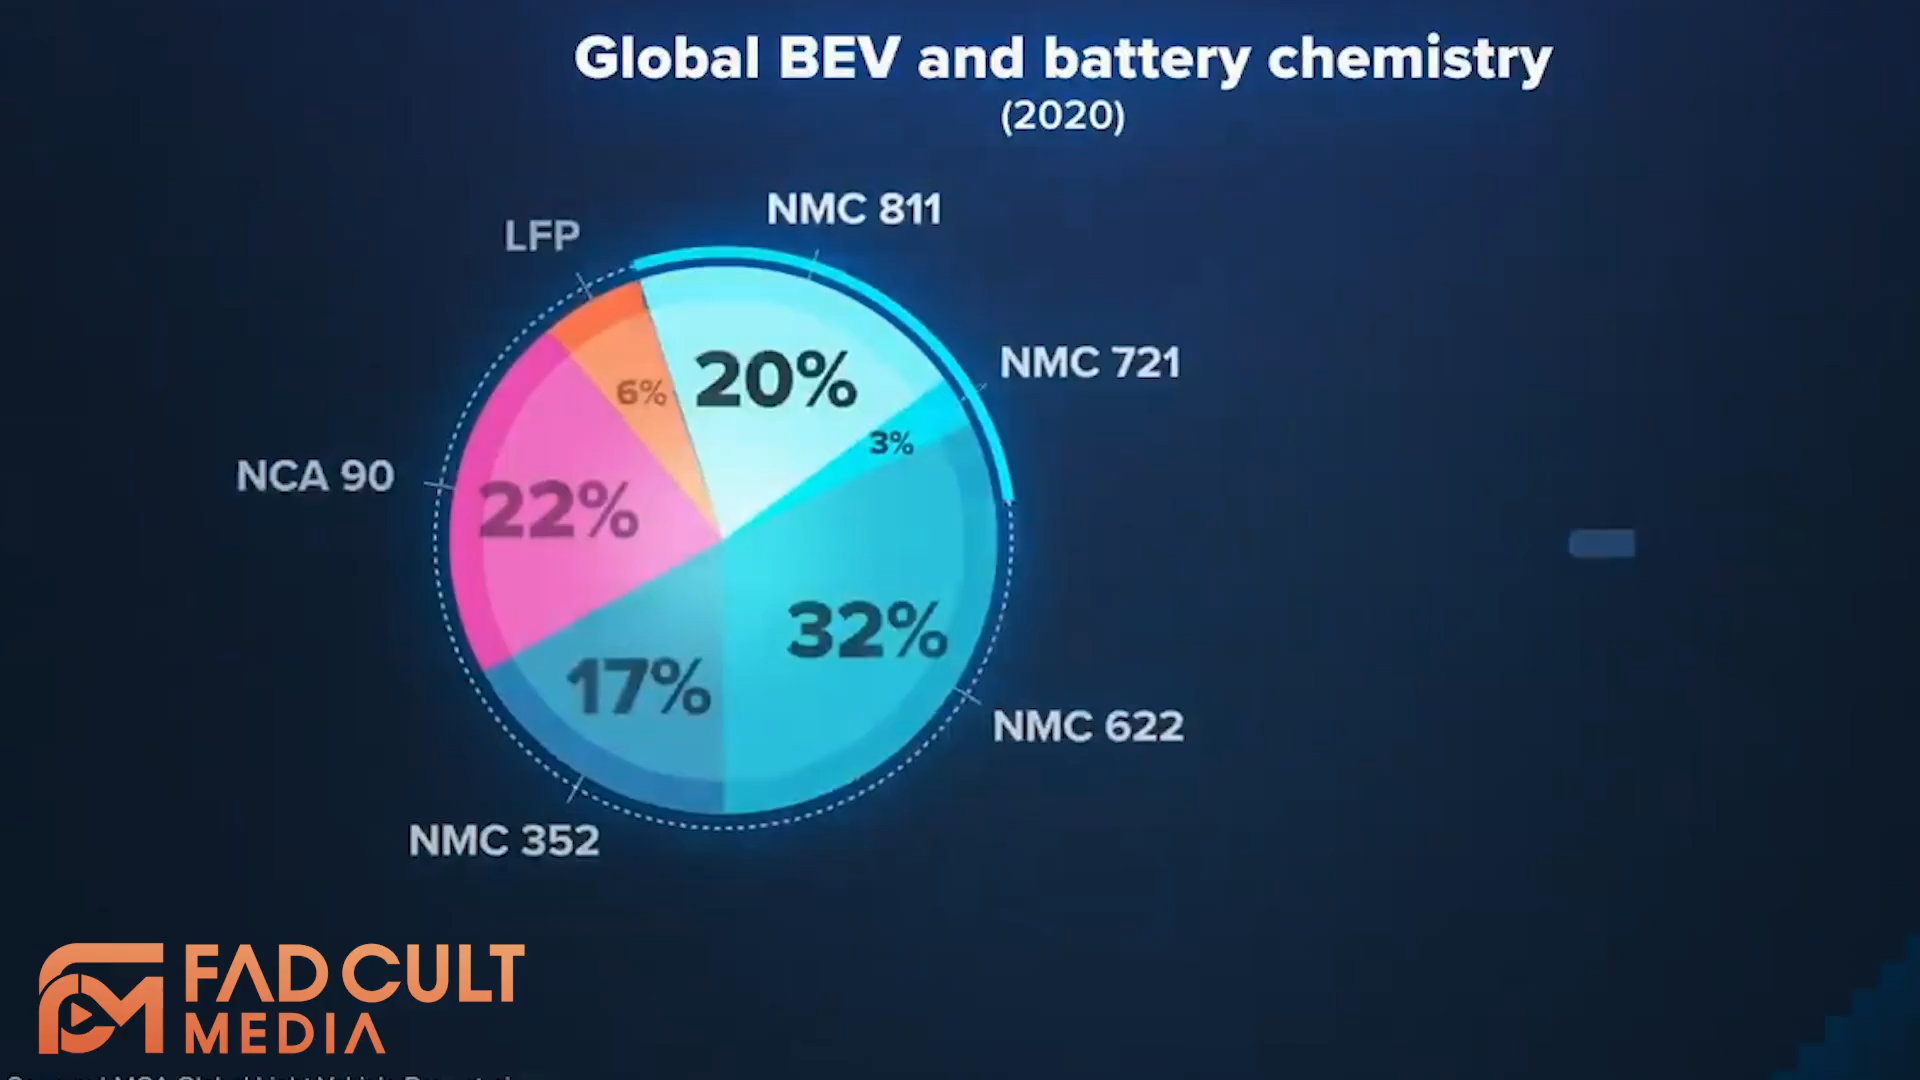 Global BEV and battery chemistry
(2020)
NMC 811
LFP
NMC 721
20%
6%
3%
NCA 90
22%
32%
17%
NMC 622
NMC 352
FAD CULT
MEDIA